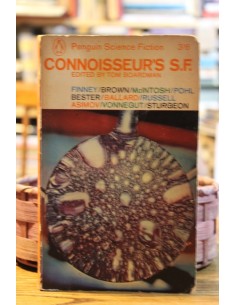 Penguin Science Fiction 3/6
CONNOISSEUR'S S.F.
EDITED BY TOM BOARDMAN
FINNEY/BROWN/McINTOSH/POHL
BESTER/BALLARD/RUSSELL
ASIMOV/VONNEGUT/STURGEON